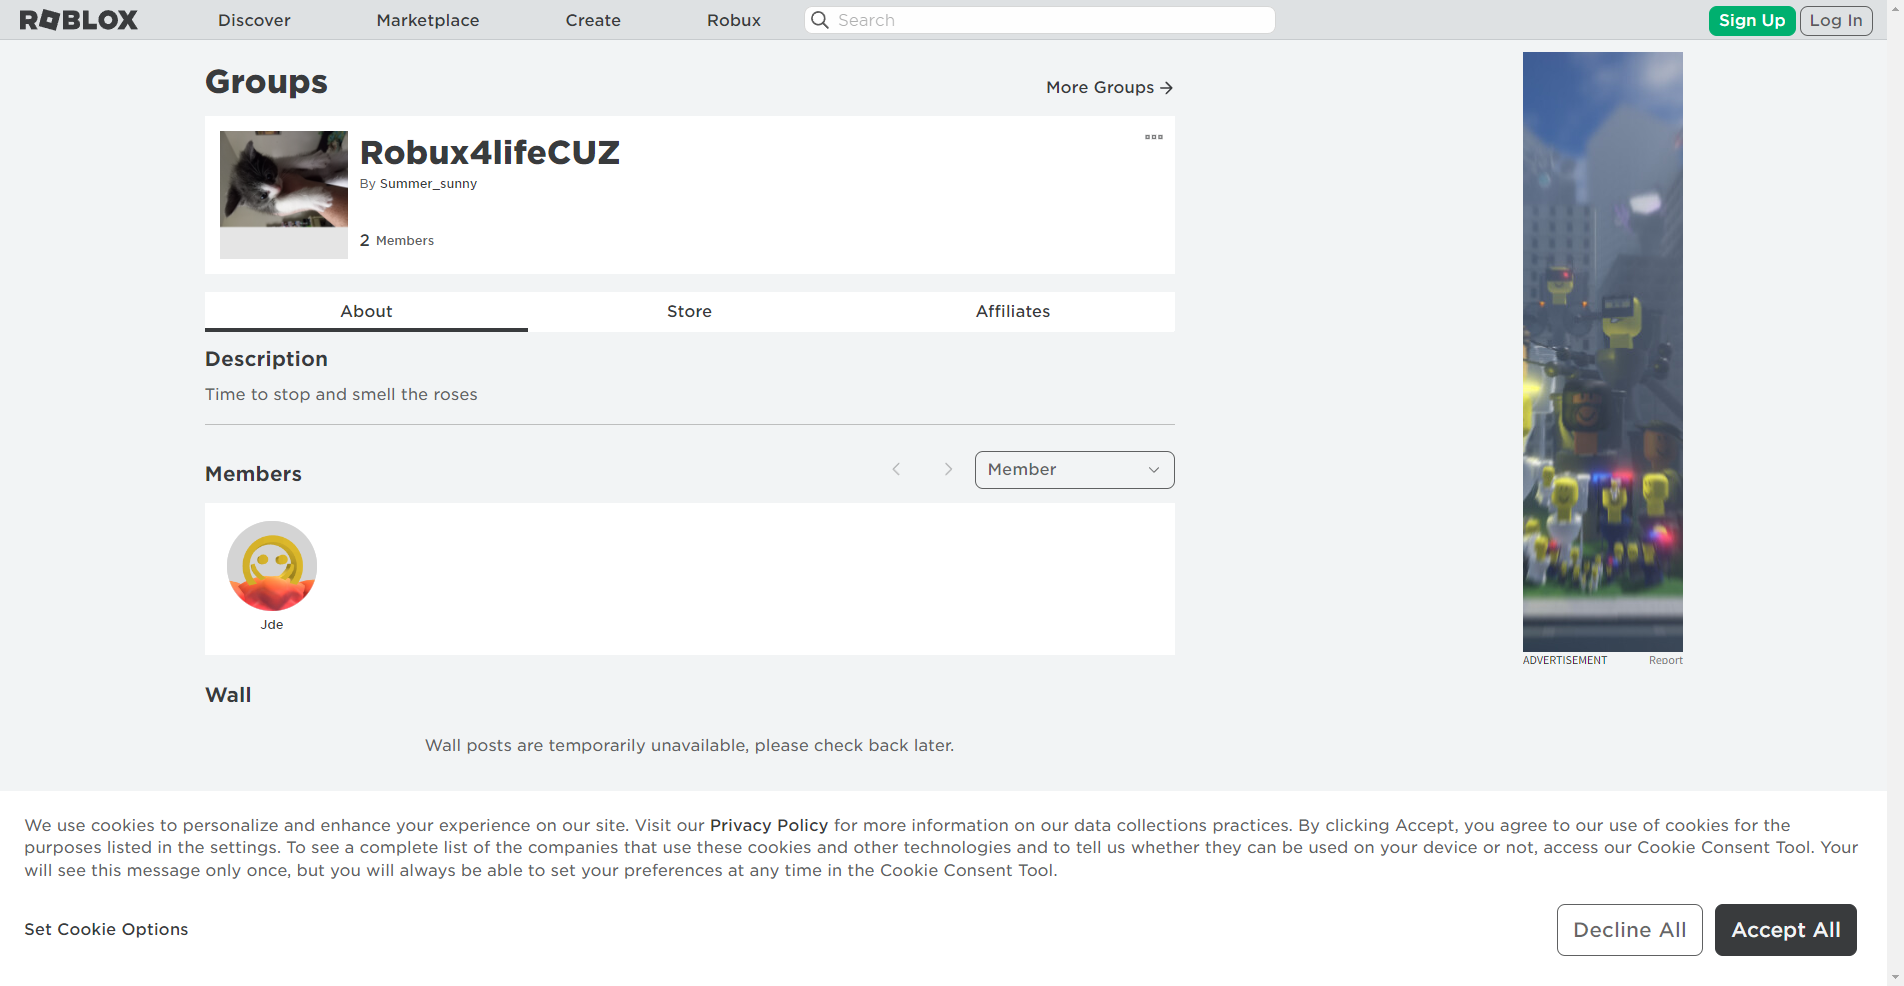 ROBLOX
Discover
Marketplace
Create
Robux
Search
Sign Up
Log In
Groups
More Groups
Robux4lifeCUZ
By Summer_sunny
2 Members
About
Store
Affiliates
Description
Time to stop and smell the roses
Members
Member
Jde
ADVERTISEMENT
Report
Wall
Wall posts are temporarily unavailable, please check back later.
We use cookies to personalize and enhance your experience on our site. Visit our Privacy Policy for more information on our data collections practices. By clicking Accept, you agree to our use of cookies for the
purposes listed in the settings. To see a complete list of the companies that use these cookies and other technologies and to tell us whether they can be used on your device or not, access our Cookie Consent Tool. Your
will see this message only once, but you will always be able to set your preferences at any time in the Cookie Consent Tool.
Set Cookie Options
Decline All
Accept All